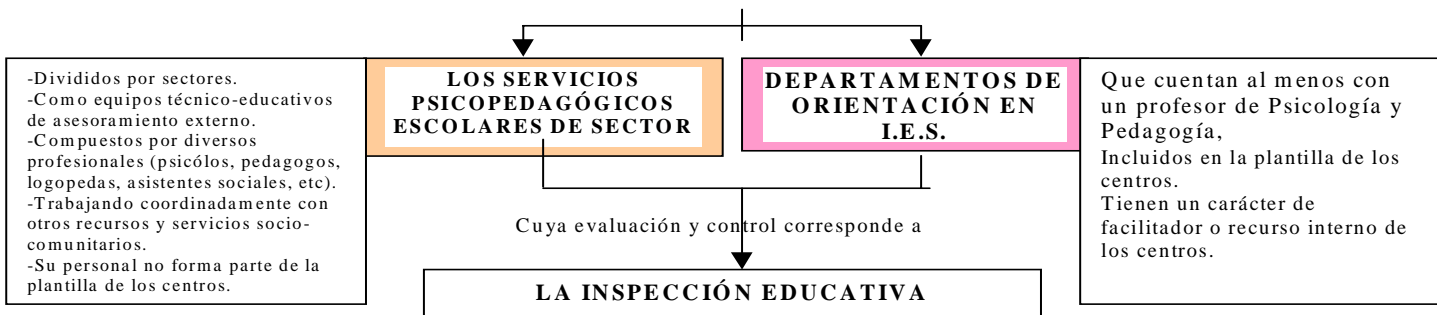 -Divididos por sectores.
-Como equipos técnico-educativos
de asesoramiento externo.
-Compuestos por diversos
profesionales (psicólos, pedagogos,
logopedas, asistentes sociales, etc).
-Trabajando coordinadamente con
otros recursos y servicios socio-
comunitarios.
-Su personal no forma parte de la
plantilla de los centros.
LOS SERVICIOS
PSICOPEDAGÓGICOS
ESCOLARES DE SECTOR
DEPARTAMENTOS DE
ORIENTACIÓN EN
I.E.S.
Que cuentan al menos con
un profesor de Psicología y
Pedagogía,
Incluidos en la plantilla de los
centros.
Tienen un carácter de
facilitador o recurso interno de
los centros.
Cuya evaluación y control corresponde a
LA INSPECCIÓN EDUCATIVA